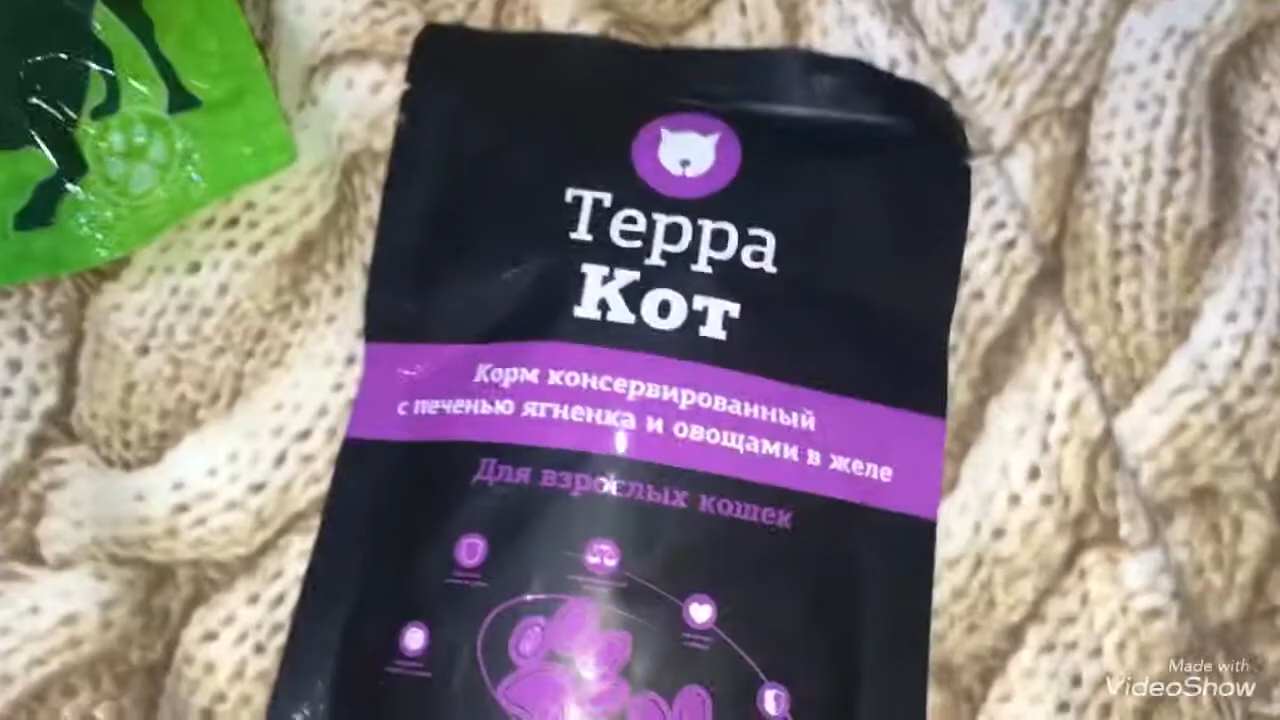 Терра
Кот
Корм консервированный
с печенью ягненка и овощами в желе
Для взрослых кошек
Made with
VideoShow